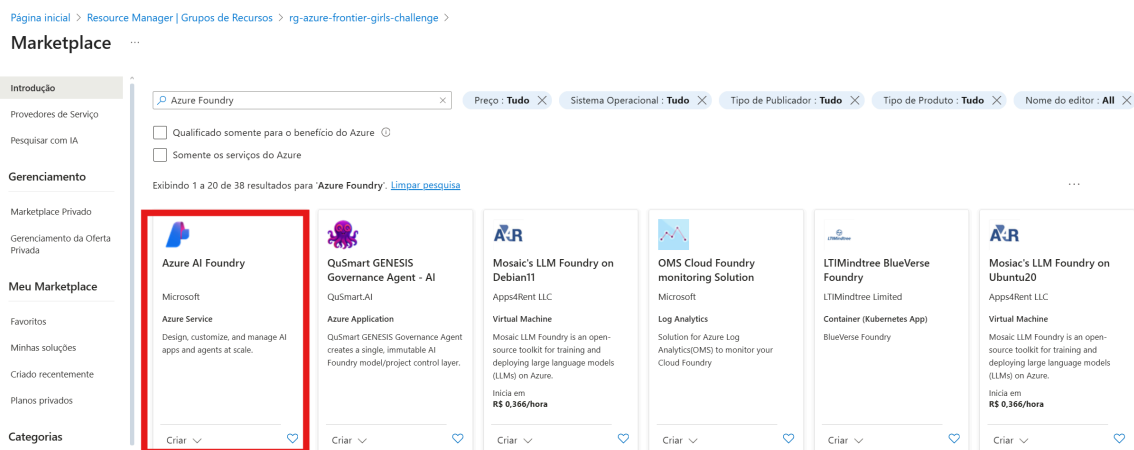 Página inicial > Resource Manager | Grupos de Recursos > rg-azure-frontier-girls-challenge >
Marketplace ...
Introdução
Provedores de Serviço
Pesquisar com IA
Gerenciamento
Marketplace Privado
Gerenciamento da Oferta
Privada
Meu Marketplace
Favoritos
Minhas soluções
Criado recentemente
Planos privados
Categorias
Azure Foundry
Preço : Tudo
Sistema Operacional : Tudo
Tipo de Publicador : Tudo
Tipo de Produto : Tudo
Nome do editor : All
Qualificado somente para o benefício do Azure
Somente os serviços do Azure
Exibindo 1 a 20 de 38 resultados para 'Azure Foundry'. Limpar pesquisa
...
Azure AI Foundry
Microsoft
Azure Service
Design, customize, and manage AI
apps and agents at scale.
Criar
QuSmart GENESIS
Governance Agent - AI
QuSmart.AI
Azure Application
QuSmart GENESIS Governance Agent
creates a single, immutable AI
Foundry model/project control layer.
Criar
A4R
Mosaic's LLM Foundry on
Debian11
Apps4Rent LLC
Virtual Machine
Mosaic LLM Foundry is an open-
source toolkit for training and
deploying large language models
(LLMs) on Azure.
Inicia em
R$ 0,366/hora
Criar
OMS Cloud Foundry
monitoring Solution
Microsoft
Log Analytics
Solution for Azure Log
Analytics(OMS) to monitor your
Cloud Foundry
Criar
LTIMindtree
LTIMindtree BlueVerse
Foundry
LTIMindtree Limited
Container (Kubernetes App)
BlueVerse Foundry
Criar
A4R
Mosiac's LLM Foundry on
Ubuntu20
Apps4Rent LLC
Virtual Machine
Mosaic LLM Foundry is an open-
source toolkit for training and
deploying large language models
(LLMs) on Azure.
Inicia em
R$ 0,366/hora
Criar